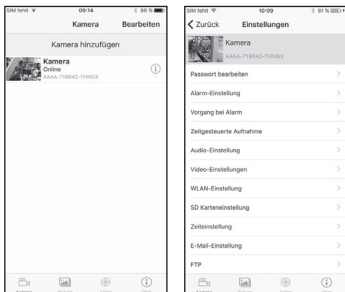 SIM fehlt
09:14
86 %
Kamera
Bearbeiten
Kamera hinzufügen
Kamera
Online
AAAA-719642-THNGX
SIM fehlt
10:09
81 %
Zurück
Einstellungen
Kamera
AAAA-719642-THNGX
Passwort bearbeiten
Alarm-Einstellung
Vorgang bei Alarm
Zeitgesteuerte Aufnahme
Audio-Einstellung
Video-Einstellungen
WLAN-Einstellung
SD Karteneinstellung
Zeiteinstellung
E-Mail-Einstellung
FTP